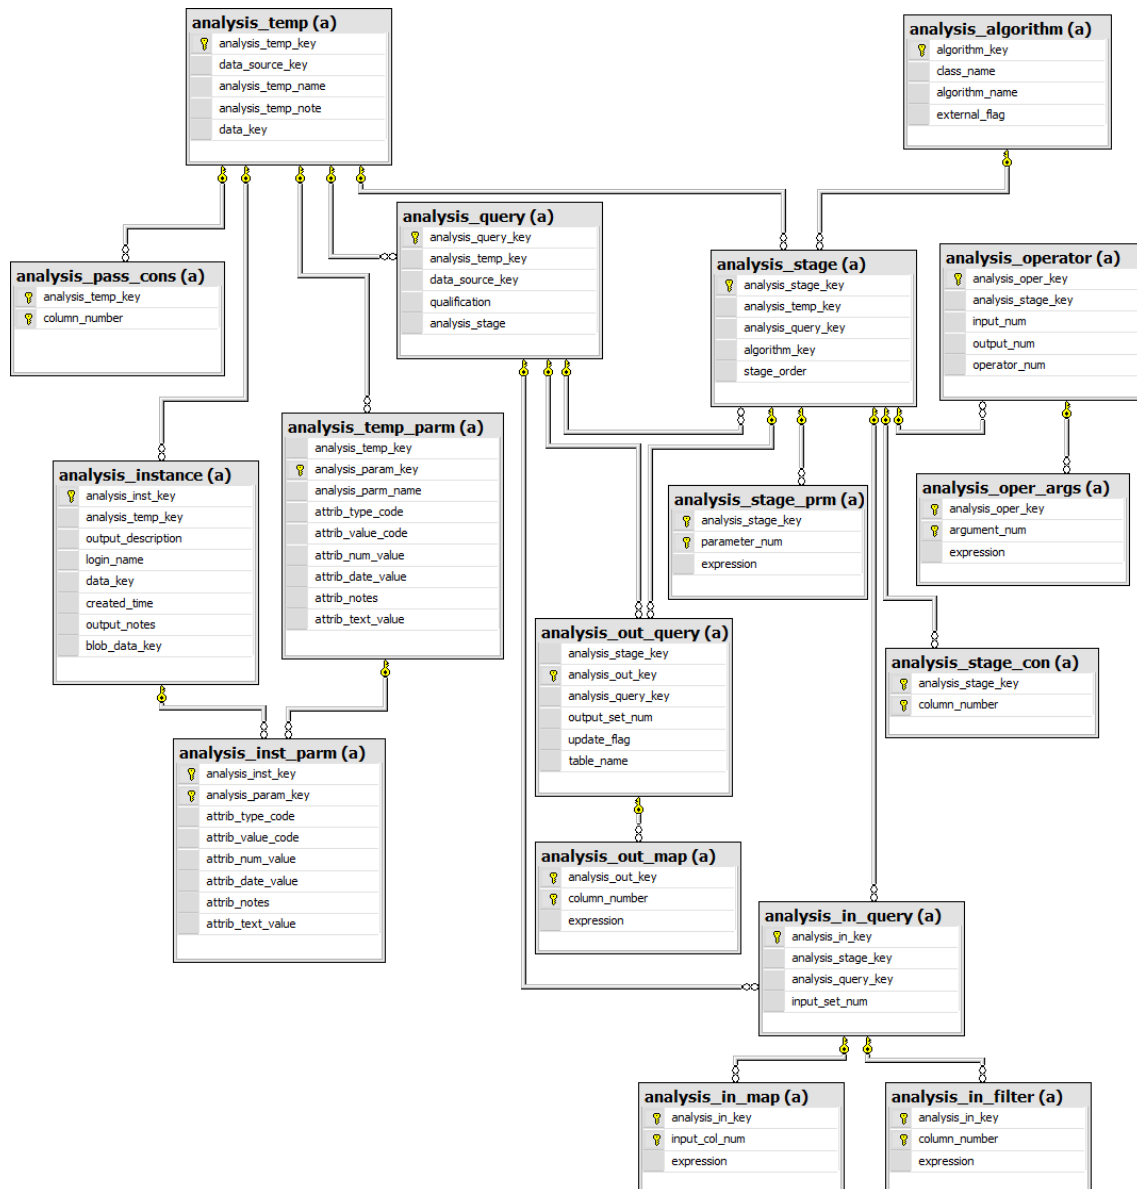 analysis_temp (a)
analysis_temp_key
data_source_key
analysis_temp_name
analysis_temp_note
data_key
analysis_algorithm (a)
algorithm_key
class_name
algorithm_name
external_flag
analysis_query (a)
analysis_query_key
analysis_temp_key
data_source_key
qualification
analysis_stage
analysis_stage (a)
analysis_stage_key
analysis_temp_key
analysis_query_key
algorithm_key
stage_order
analysis_operator (a)
analysis_oper_key
analysis_stage_key
input_num
output_num
operator_num
analysis_pass_cons (a)
analysis_temp_key
column_number
analysis_temp_parm (a)
analysis_temp_key
analysis_param_key
analysis_parm_name
attrib_type_code
attrib_value_code
attrib_num_value
attrib_date_value
attrib_notes
attrib_text_value
analysis_instance (a)
analysis_inst_key
analysis_temp_key
output_description
login_name
data_key
created_time
output_notes
blob_data_key
analysis_stage_prm (a)
analysis_stage_key
parameter_num
expression
analysis_oper_args (a)
analysis_oper_key
argument_num
expression
analysis_out_query (a)
analysis_stage_key
analysis_out_key
analysis_query_key
output_set_num
update_flag
table_name
analysis_stage_con (a)
analysis_stage_key
column_number
analysis_inst_parm (a)
analysis_inst_key
analysis_param_key
attrib_type_code
attrib_value_code
attrib_num_value
attrib_date_value
attrib_notes
attrib_text_value
analysis_out_map (a)
analysis_out_key
column_number
expression
analysis_in_query (a)
analysis_in_key
analysis_stage_key
analysis_query_key
input_set_num
analysis_in_map (a)
analysis_in_key
input_col_num
expression
analysis_in_filter (a)
analysis_in_key
column_number
expression